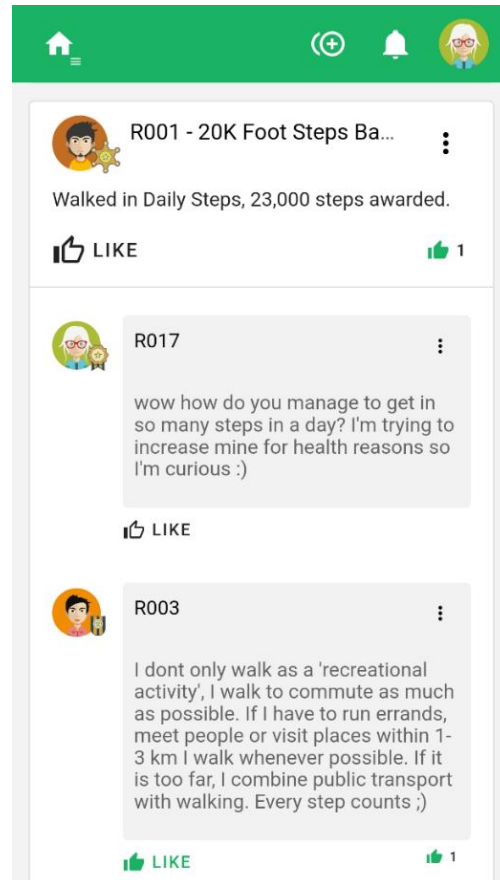 R001 - 20K Foot Steps Ba...
Walked in Daily Steps, 23,000 steps awarded.
LIKE
1
R017
wow how do you manage to get in
so many steps in a day? I'm trying to
increase mine for health reasons so
I'm curious :)
LIKE
R003
I dont only walk as a 'recreational
activity', I walk to commute as much
as possible. If I have to run errands,
meet people or visit places within 1-
3 km I walk whenever possible. If it
is too far, I combine public transport
with walking. Every step counts ;)
LIKE
1